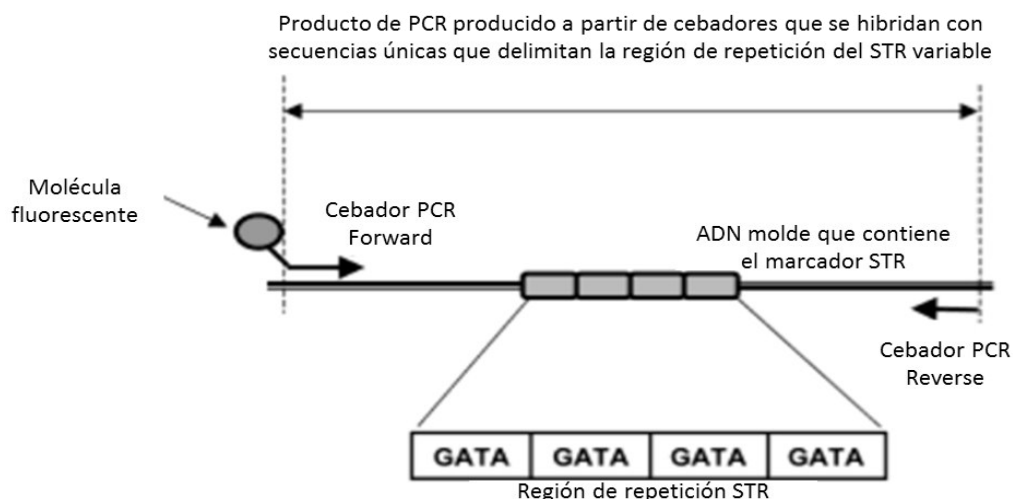 Producto de PCR producido a partir de cebadores que se hibridan con
secuencias únicas que delimitan la región de repetición del STR variable
Molécula
fluorescente
Cebador PCR
Forward
ADN molde que contiene
el marcador STR
Cebador PCR
Reverse
GATA GATA GATA GATA
Región de repetición STR